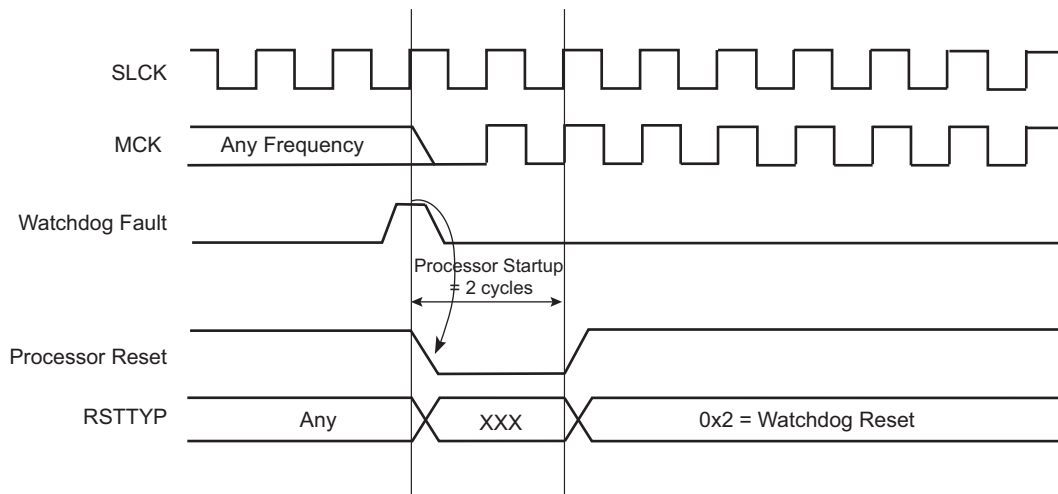 SLCK
MCK
Any Frequency
Watchdog Fault
Processor Startup
= 2 cycles
Processor Reset
RSTTYP
Any
XXX
0x2 = Watchdog Reset